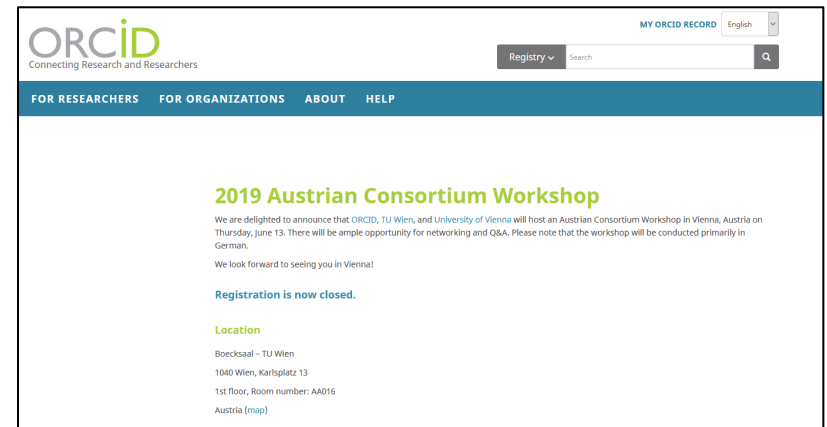 MY ORCID RECORD English
ORCID
Connecting Research and Researchers
Registry Search
FOR RESEARCHERS FOR ORGANIZATIONS ABOUT HELP
2019 Austrian Consortium Workshop
We are delighted to announce that ORCID, TU Wien, and University of Vienna will host an Austrian Consortium Workshop in Vienna, Austria on
Thursday, June 13. There will be ample opportunity for networking and Q&A. Please note that the workshop will be conducted primarily in
German.
We look forward to seeing you in Vienna!
Registration is now closed.
Location
Boecksaal – TU Wien
1040 Wien, Karlsplatz 13
1st floor, Room number: AA016
Austria (map)